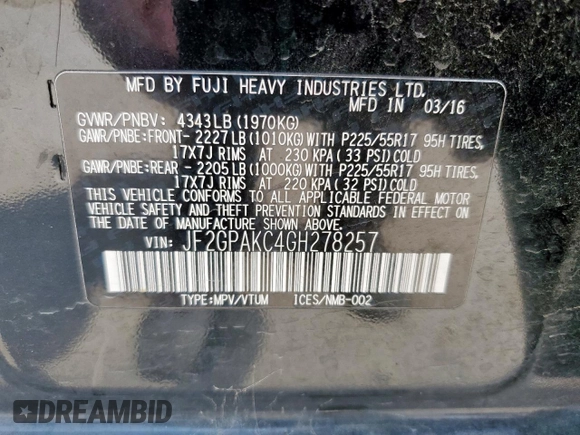 MFD BY FUJI HEAVY INDUSTRIES LTD.
MFD IN 03/16
GVWR/PNBV: 4343LB (1970KG)
GAWR/PNBE:FRONT- 2227LB (1010KG) WITH P225/55R17 95H TIRES,
17X7J RIMS AT 230 KPA (33 PSI) COLD
GAWR/PNBE:REAR - 2205LB (1000KG) WITH P225/55R17 95H TIRES,
17X7J RIMS AT 220 KPA (32 PSI) COLD
THIS VEHICLE CONFORMS TO ALL APPLICABLE FEDERAL MOTOR
VEHICLE SAFETY AND THEFT PREVENTION STANDARDS IN EFFECT ON
THE DATE OF MANUFACTURE SHOWN ABOVE.
VIN: JF2GPAKC4GH278257
TYPE:MPV/VTUM ICES/NMB-002
DREAMBID